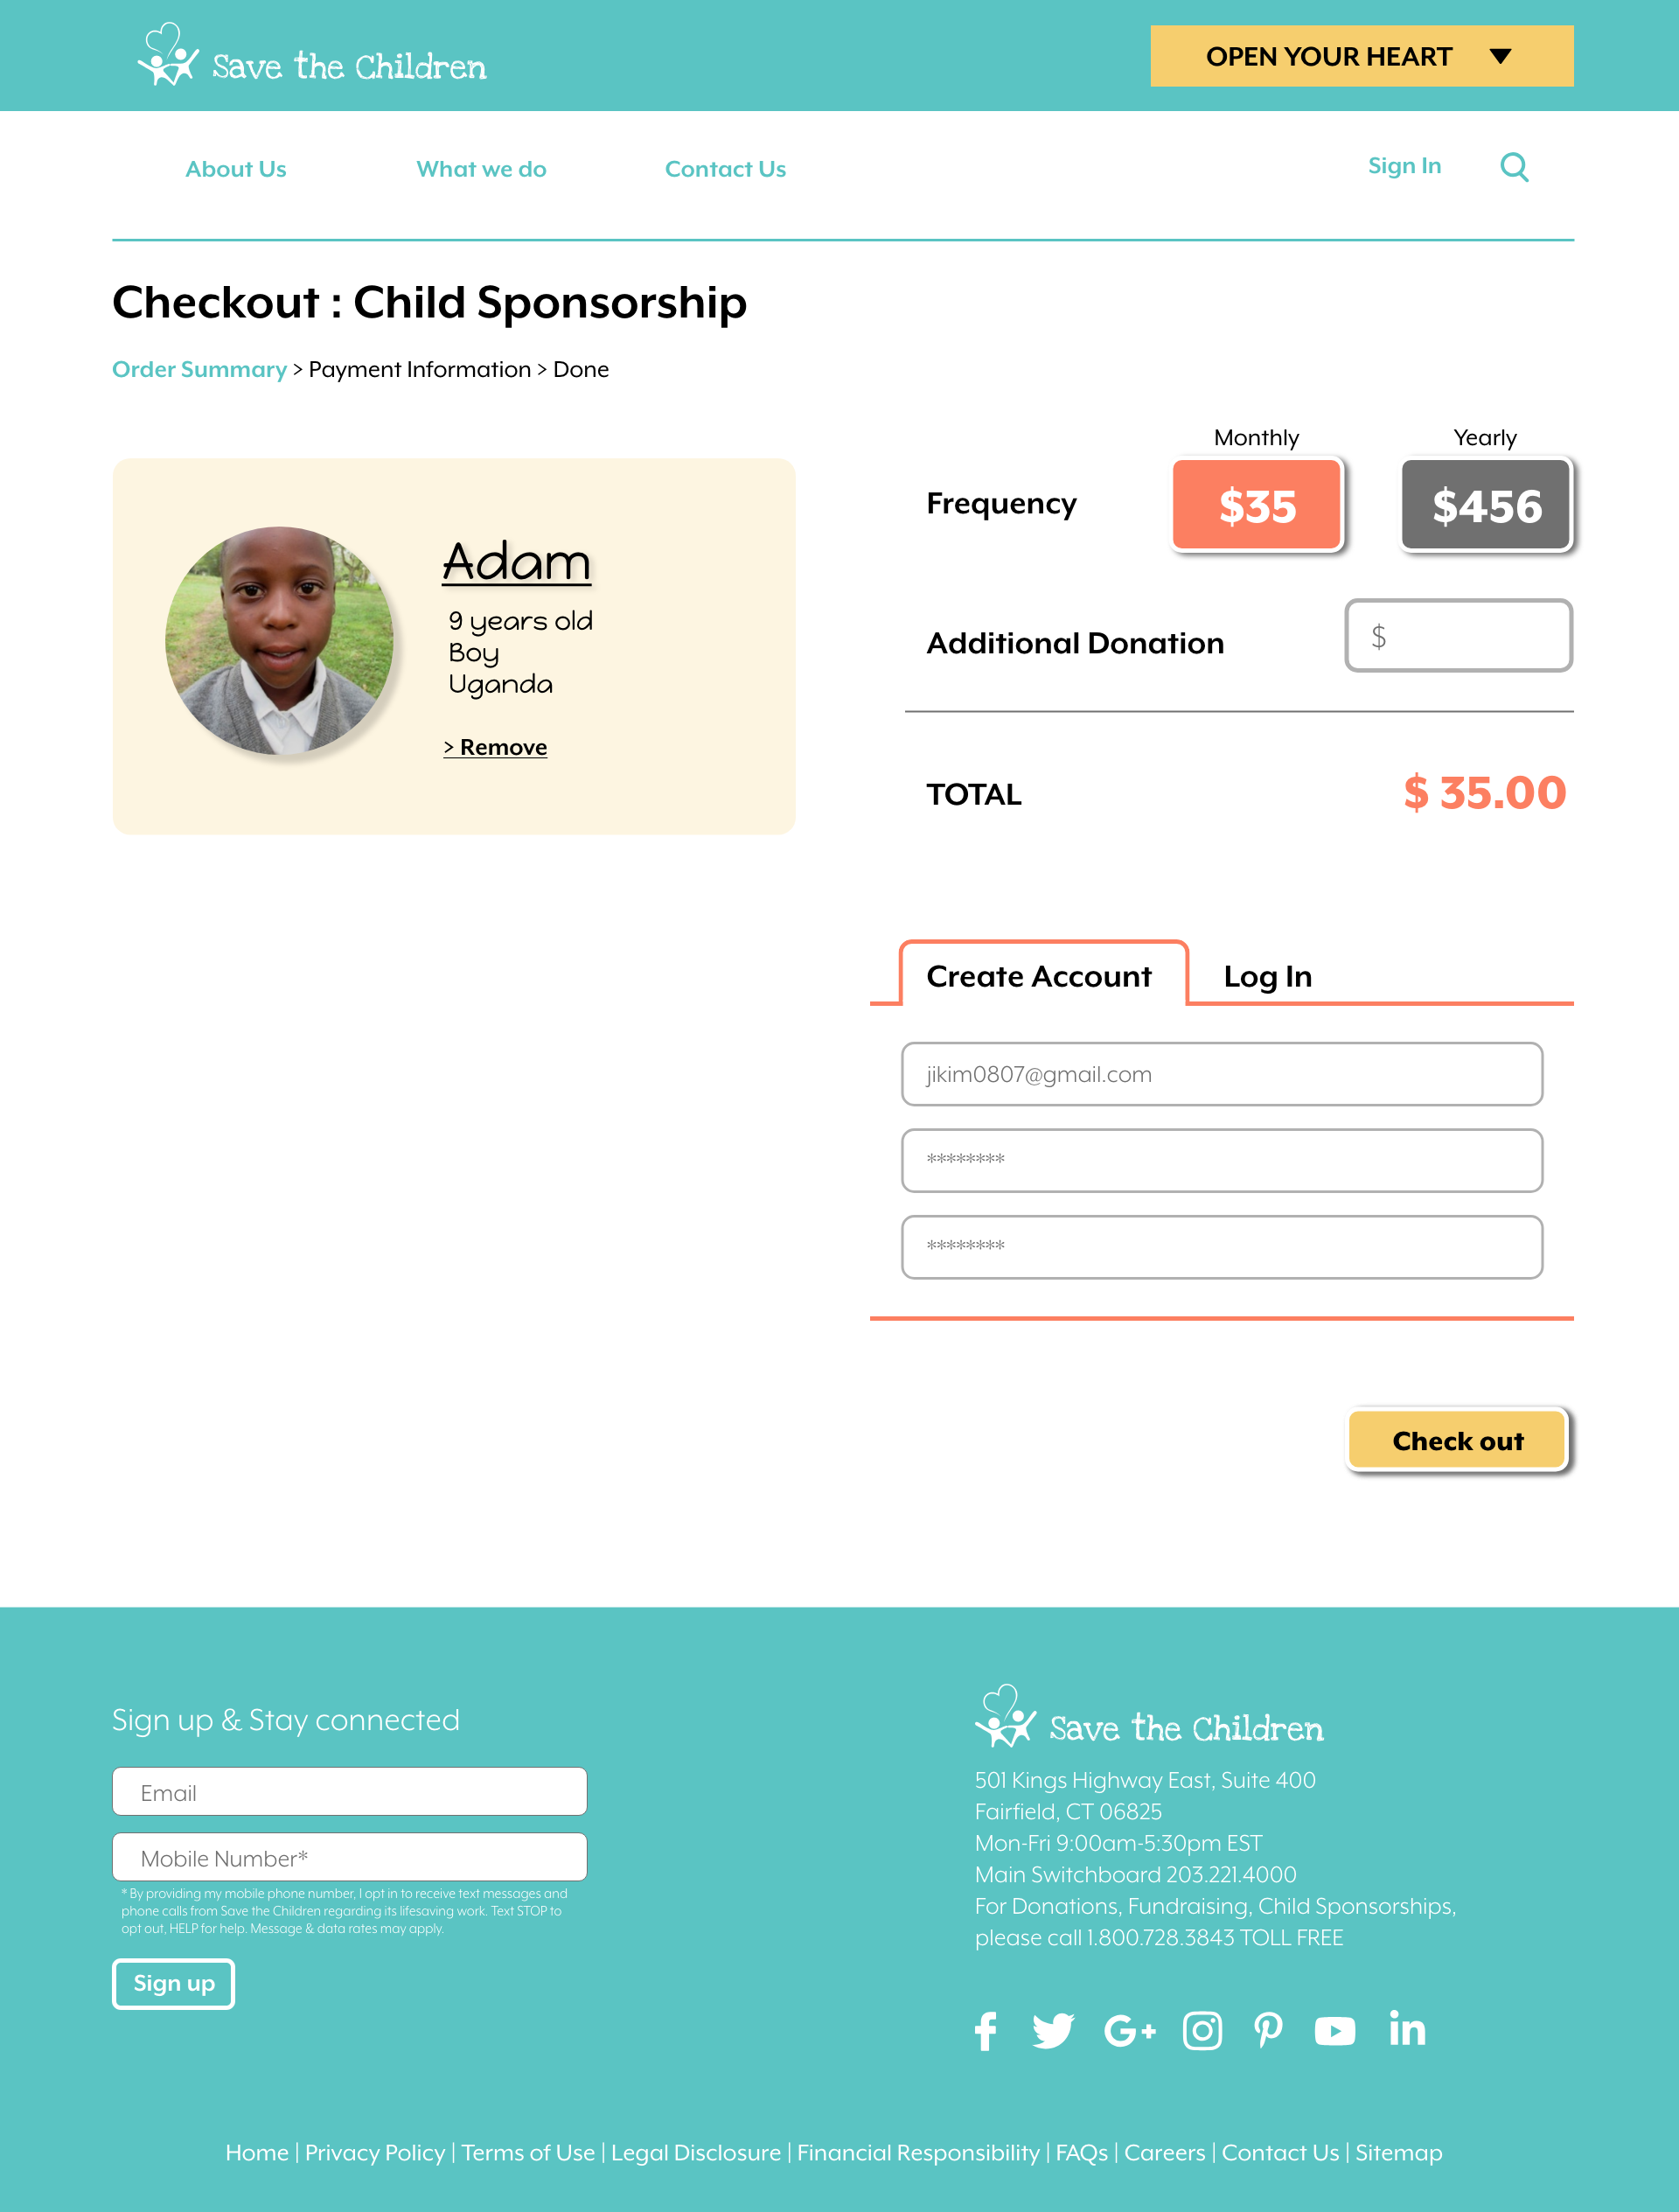 Save the Children
OPEN YOUR HEART
About Us
What we do
Contact Us
Sign In
Checkout : Child Sponsorship
Order Summary > Payment Information > Done
Adam
9 years old
Boy
Uganda
> Remove
Monthly
Yearly
Frequency
$35
$456
Additional Donation
$
TOTAL
$ 35.00
Create Account
Log In
jikim0807@gmail.com
********
********
Check out
Sign up & Stay connected
Email
Mobile Number*
* By providing my mobile phone number, I opt in to receive text messages and
phone calls from Save the Children regarding its lifesaving work. Text STOP to
opt out, HELP for help. Message & data rates may apply.
Sign up
Save the Children
501 Kings Highway East, Suite 400
Fairfield, CT 06825
Mon-Fri 9:00am-5:30pm EST
Main Switchboard 203.221.4000
For Donations, Fundraising, Child Sponsorships,
please call 1.800.728.3843 TOLL FREE
Home | Privacy Policy | Terms of Use | Legal Disclosure | Financial Responsibility | FAQs | Careers | Contact Us | Sitemap